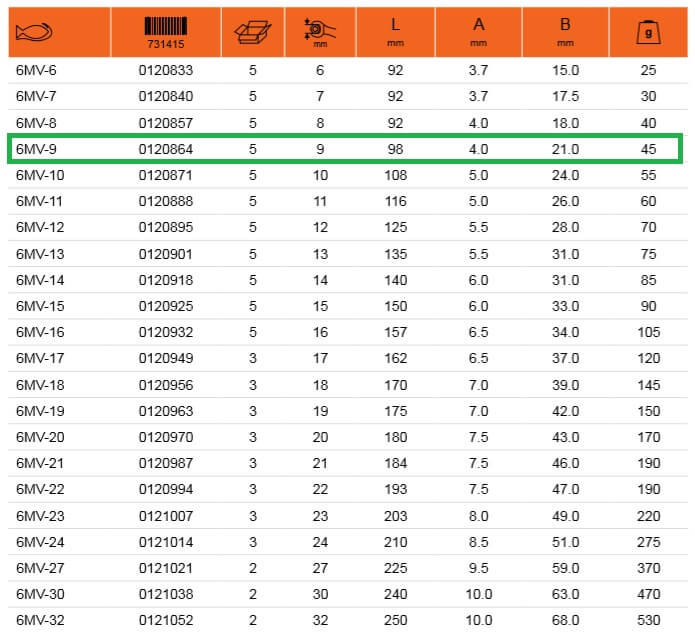 L A B g
731415 mm mm mm mm
6MV-6 0120833 5 6 92 3.7 15.0 25
6MV-7 0120840 5 7 92 3.7 17.5 30
6MV-8 0120857 5 8 92 4.0 18.0 40
6MV-9 0120864 5 9 98 4.0 21.0 45
6MV-10 0120871 5 10 108 5.0 24.0 55
6MV-11 0120888 5 11 116 5.0 26.0 60
6MV-12 0120895 5 12 125 5.5 28.0 70
6MV-13 0120901 5 13 135 5.5 31.0 75
6MV-14 0120918 5 14 140 6.0 31.0 85
6MV-15 0120925 5 15 150 6.0 33.0 90
6MV-16 0120932 5 16 157 6.5 34.0 105
6MV-17 0120949 3 17 162 6.5 37.0 120
6MV-18 0120956 3 18 170 7.0 39.0 145
6MV-19 0120963 3 19 175 7.0 42.0 150
6MV-20 0120970 3 20 180 7.5 43.0 170
6MV-21 0120987 3 21 184 7.5 46.0 190
6MV-22 0120994 3 22 193 7.5 47.0 190
6MV-23 0121007 3 23 203 8.0 49.0 220
6MV-24 0121014 3 24 210 8.5 51.0 275
6MV-27 0121021 2 27 225 9.5 59.0 370
6MV-30 0121038 2 30 240 10.0 63.0 470
6MV-32 0121052 2 32 250 10.0 68.0 530